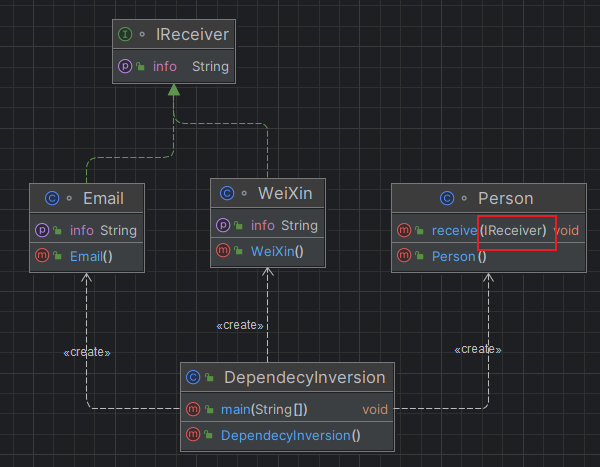 IReceiver
info String
Email
info String
Email()
WeiXin
info String
WeiXin()
Person
receive(IReceiver) void
Person()
«create»
«create»
«create»
DependecyInversion
main(String[]) void
DependecyInversion()